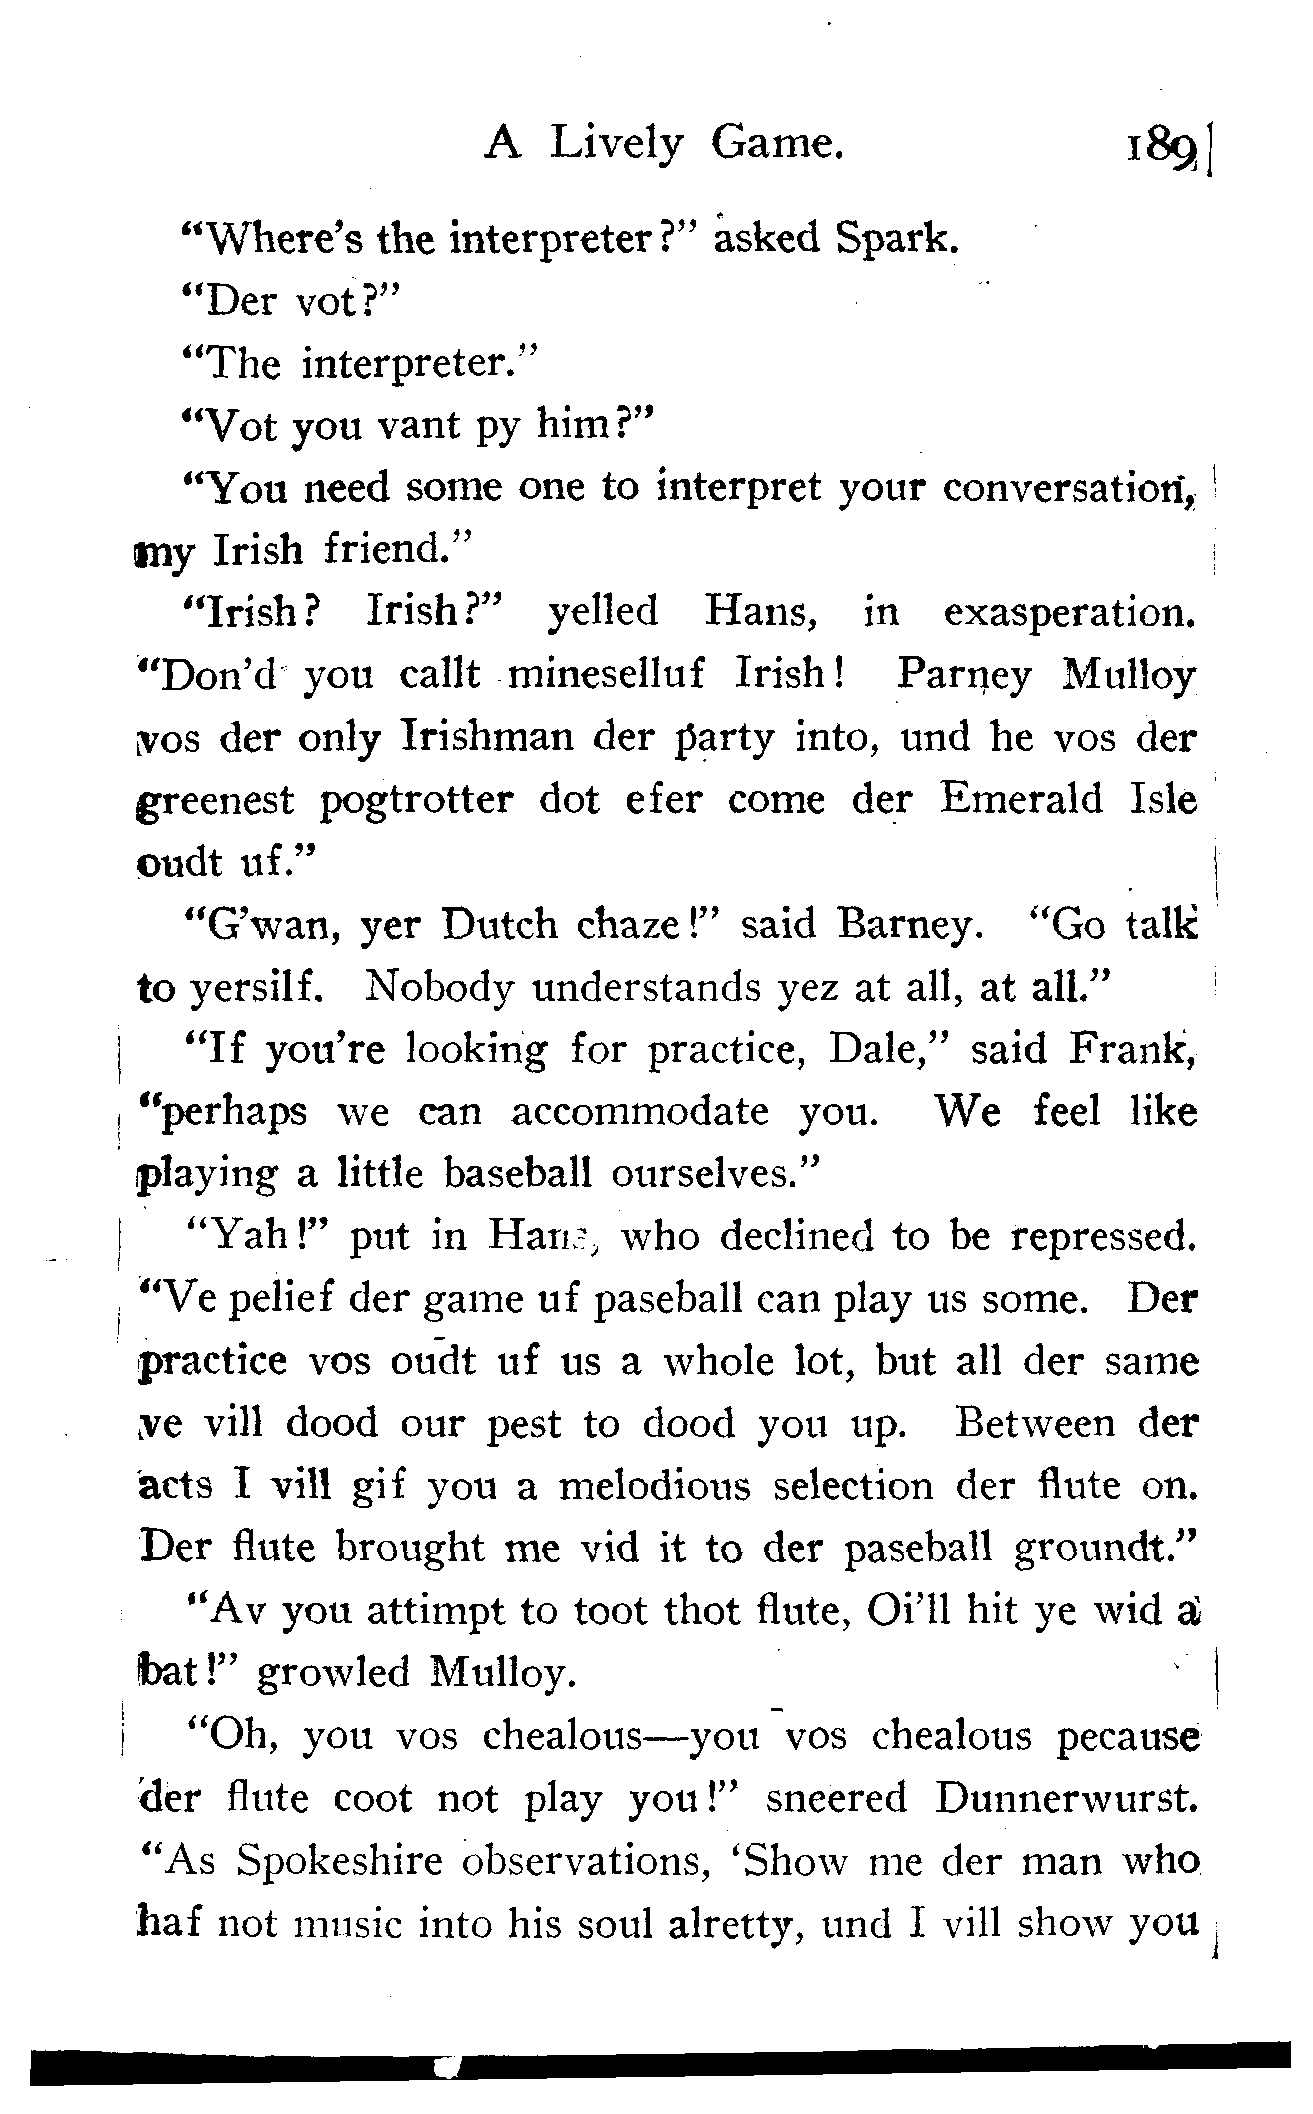 A Lively Game. 189
"Where's the interpreter?" asked Spark.
"Der vot?"
"The interpreter."
"Vot you vant py him?"
"You need some one to interpret your conversation,
my Irish friend."
"Irish? Irish?" yelled Hans, in exasperation.
"Don'd you callt mineselluf Irish! Parney Mulloy
vos der only Irishman der party into, und he vos der
greenest pogtrotter dot efer come der Emerald Isle
oudt uf."
"G'wan, yer Dutch chaze!" said Barney. "Go talk
to yersilf. Nobody understands yez at all, at all."
"If you're looking for practice, Dale," said Frank,
"perhaps we can accommodate you. We feel like
playing a little baseball ourselves."
"Yah!" put in Hans, who declined to be repressed.
"Ve pelief der game uf paseball can play us some. Der
practice vos oudt uf us a whole lot, but all der same
ve vill dood our pest to dood you up. Between der
acts I vill gif you a melodious selection der flute on.
Der flute brought me vid it to der paseball groundt."
"Av you attimpt to toot thot flute, Oi'll hit ye wid a
bat!" growled Mulloy.
"Oh, you vos chealous—you vos chealous pecause
der flute coot not play you!" sneered Dunnerwurst.
"As Spokeshire observations, 'Show me der man who
haf not music into his soul alretty, und I vill show you